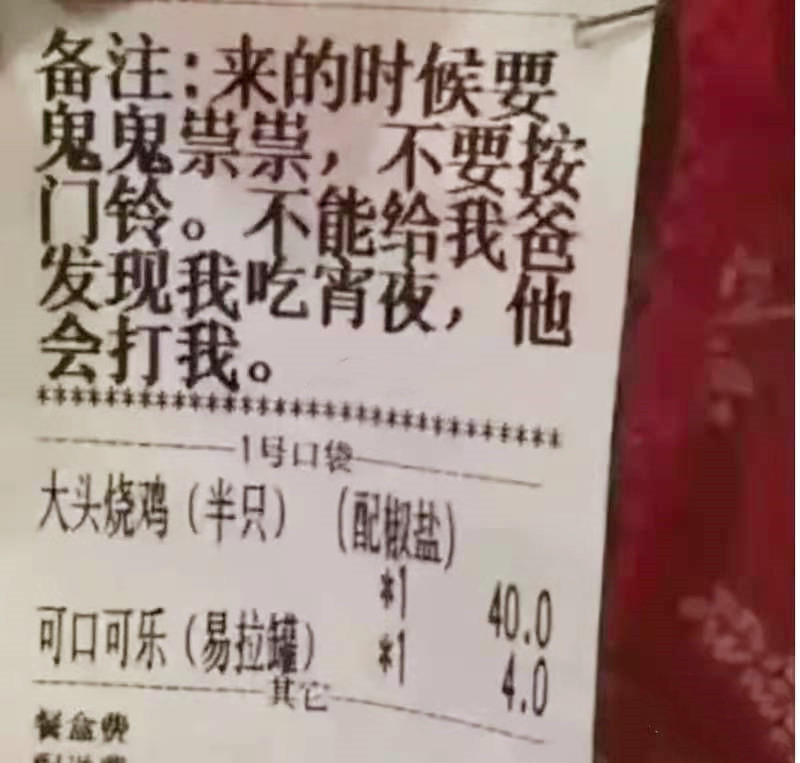 备注:来的时候要
鬼鬼祟祟，不要按
门铃。不能给我爸
发现我吃宵夜，他
会打我。
********************************
1号口袋
大头烧鸡（半只） （配椒盐）
*1 40.0
可口可乐（易拉罐） *1 4.0
其它
餐盒费